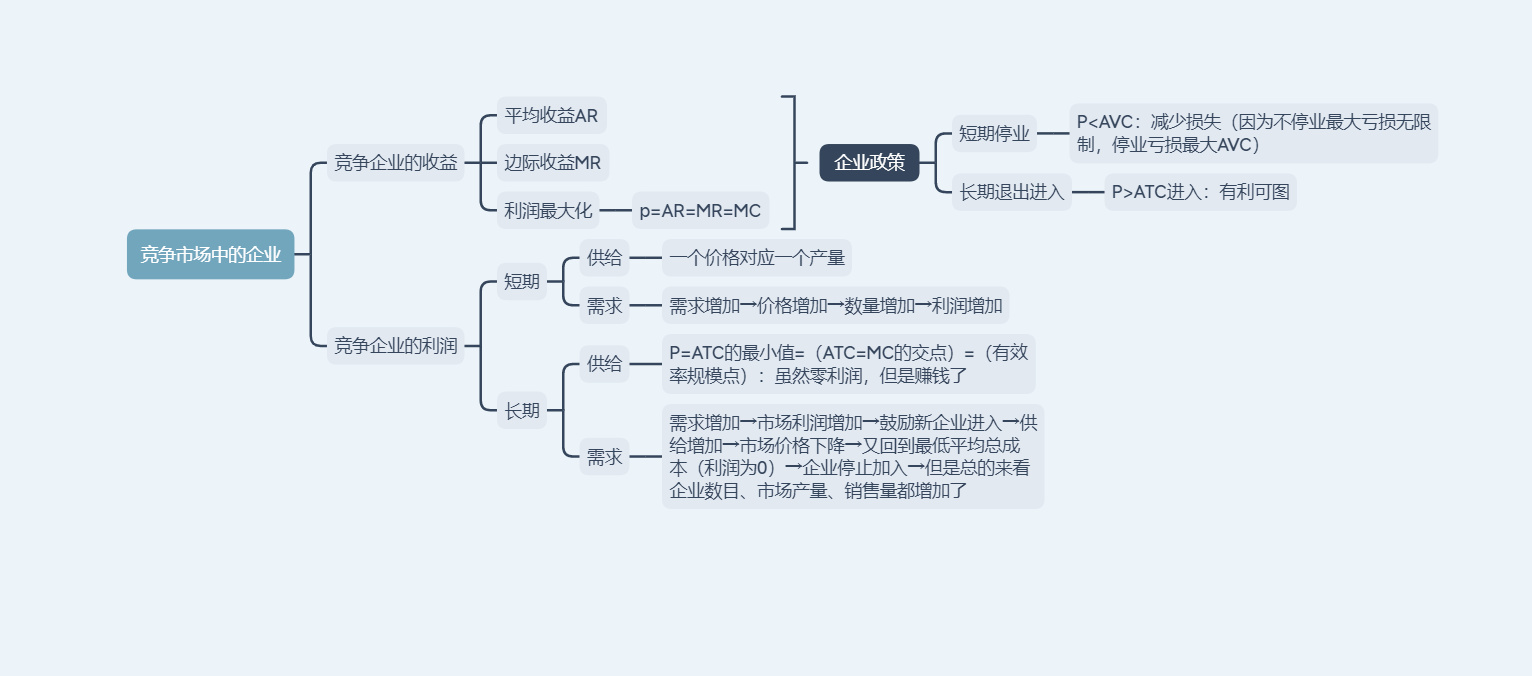 竞争市场中的企业
竞争企业的收益
平均收益AR
边际收益MR
利润最大化
p=AR=MR=MC
企业政策
短期停业
P<AVC：减少损失（因为不停业最大亏损无限
制，停业亏损最大AVC）
长期退出进入
P>ATC进入：有利可图
竞争企业的利润
短期
供给
一个价格对应一个产量
需求
需求增加→价格增加→数量增加→利润增加
长期
供给
P=ATC的最小值=（ATC=MC的交点）=（有效
率规模点）：虽然零利润，但是赚钱了
需求
需求增加→市场利润增加→鼓励新企业进入→供
给增加→市场价格下降→又回到最低平均总成
本（利润为0）→企业停止加入→但是总的来看
企业数目、市场产量、销售量都增加了